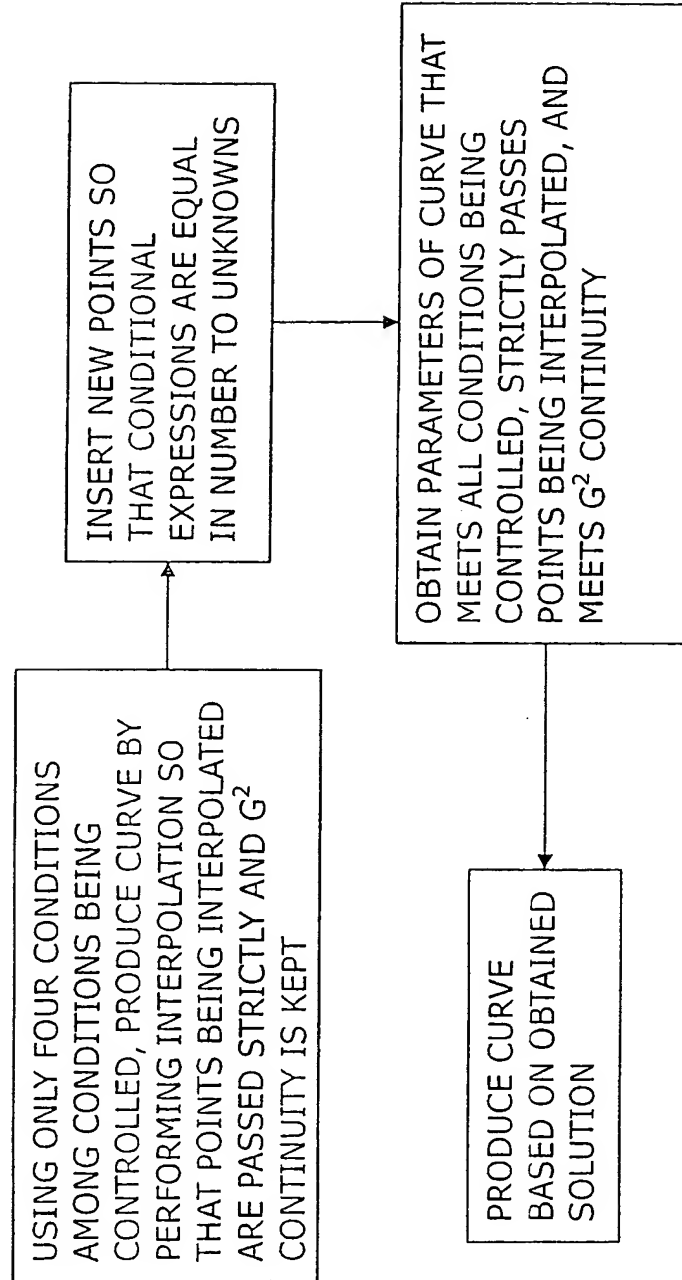 USING ONLY FOUR CONDITIONS
AMONG CONDITIONS BEING
CONTROLLED, PRODUCE CURVE BY
PERFORMING INTERPOLATION SO
THAT POINTS BEING INTERPOLATED
ARE PASSED STRICTLY AND G²
CONTINUITY IS KEPT
INSERT NEW POINTS SO
THAT CONDITIONAL
EXPRESSIONS ARE EQUAL
IN NUMBER TO UNKNOWNS
OBTAIN PARAMETERS OF CURVE THAT
MEETS ALL CONDITIONS BEING
CONTROLLED, STRICTLY PASSES
POINTS BEING INTERPOLATED, AND
MEETS G² CONTINUITY
PRODUCE CURVE
BASED ON OBTAINED
SOLUTION